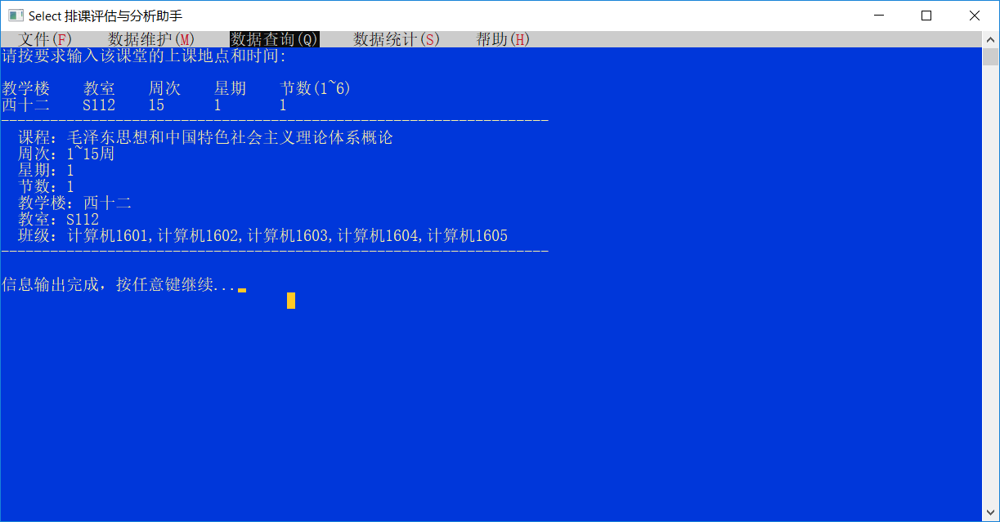 Select 排课评估与分析助手
文件(F) 数据维护(M) 数据查询(Q) 数据统计(S) 帮助(H)
请按要求输入该课堂的上课地点和时间:
教学楼 教室 周次 星期 节数(1~6)
西十二 S112 15 1 1
-------------------------------------------------------------------
课程: 毛泽东思想和中国特色社会主义理论体系概论
周次: 1~15周
星期: 1
节数: 1
教学楼: 西十二
教室: S112
班级: 计算机1601,计算机1602,计算机1603,计算机1604,计算机1605
-------------------------------------------------------------------
信息输出完成, 按任意键继续...